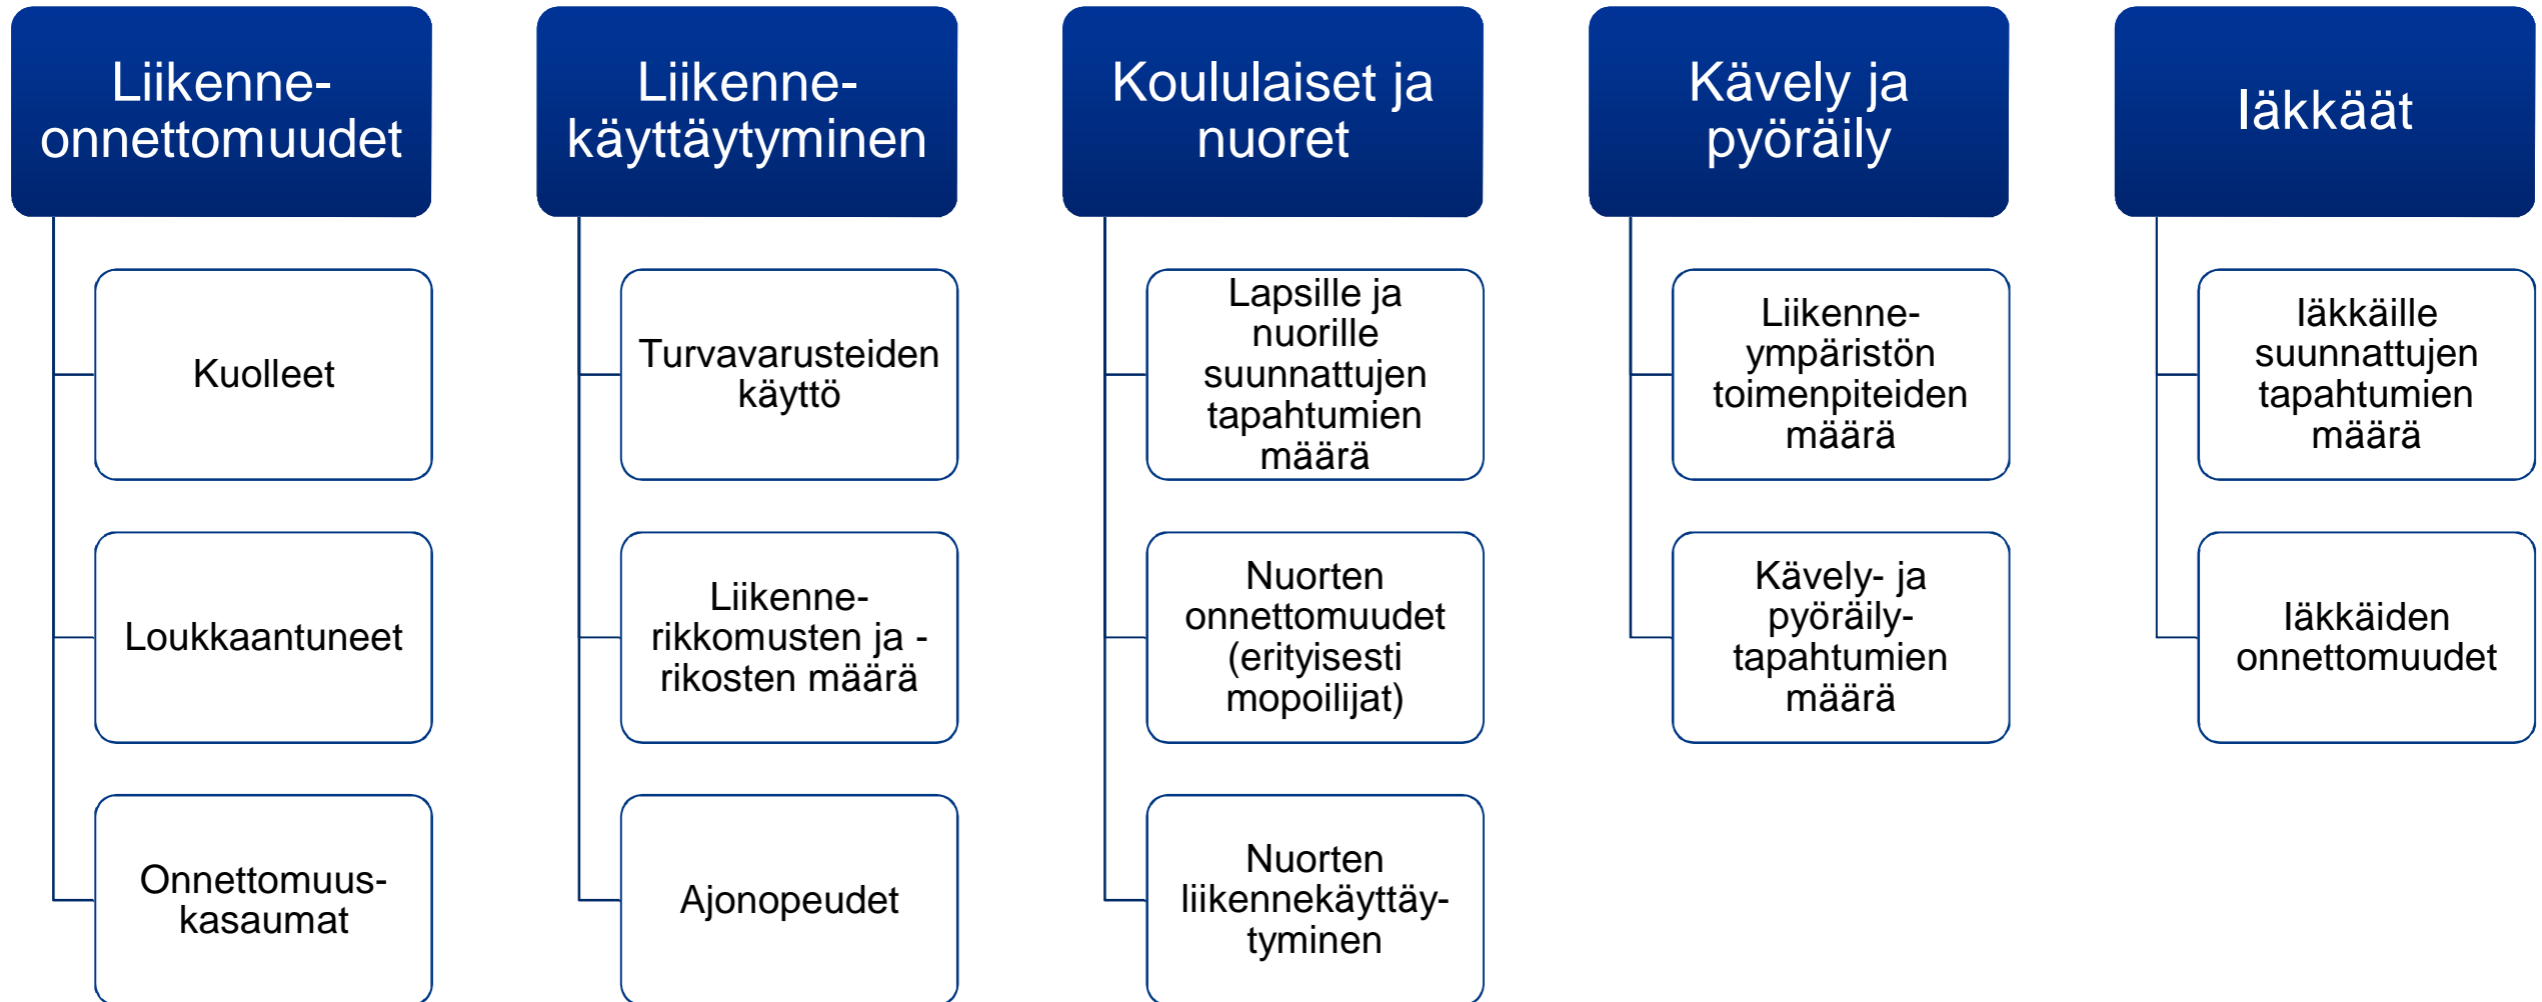 Liikenne-
onnettomuudet
Kuolleet
Loukkaantuneet
Onnettomuus-
kasaumat
Liikenne-
käyttäytyminen
Turvavarusteiden
käyttö
Liikenne-
rikkomusten ja -
rikosten määrä
Ajonopeudet
Koululaiset ja
nuoret
Lapsille ja
nuorille
suunnattujen
tapahtumien
määrä
Nuorten
onnettomuudet
(erityisesti
mopoilijat)
Nuorten
liikennekäyttäy-
tyminen
Kävely ja
pyöräily
Liikenne-
ympäristön
toimenpiteiden
määrä
Kävely- ja
pyöräily-
tapahtumien
määrä
Iäkkäät
Iäkkäille
suunnattujen
tapahtumien
määrä
Iäkkäiden
onnettomuudet